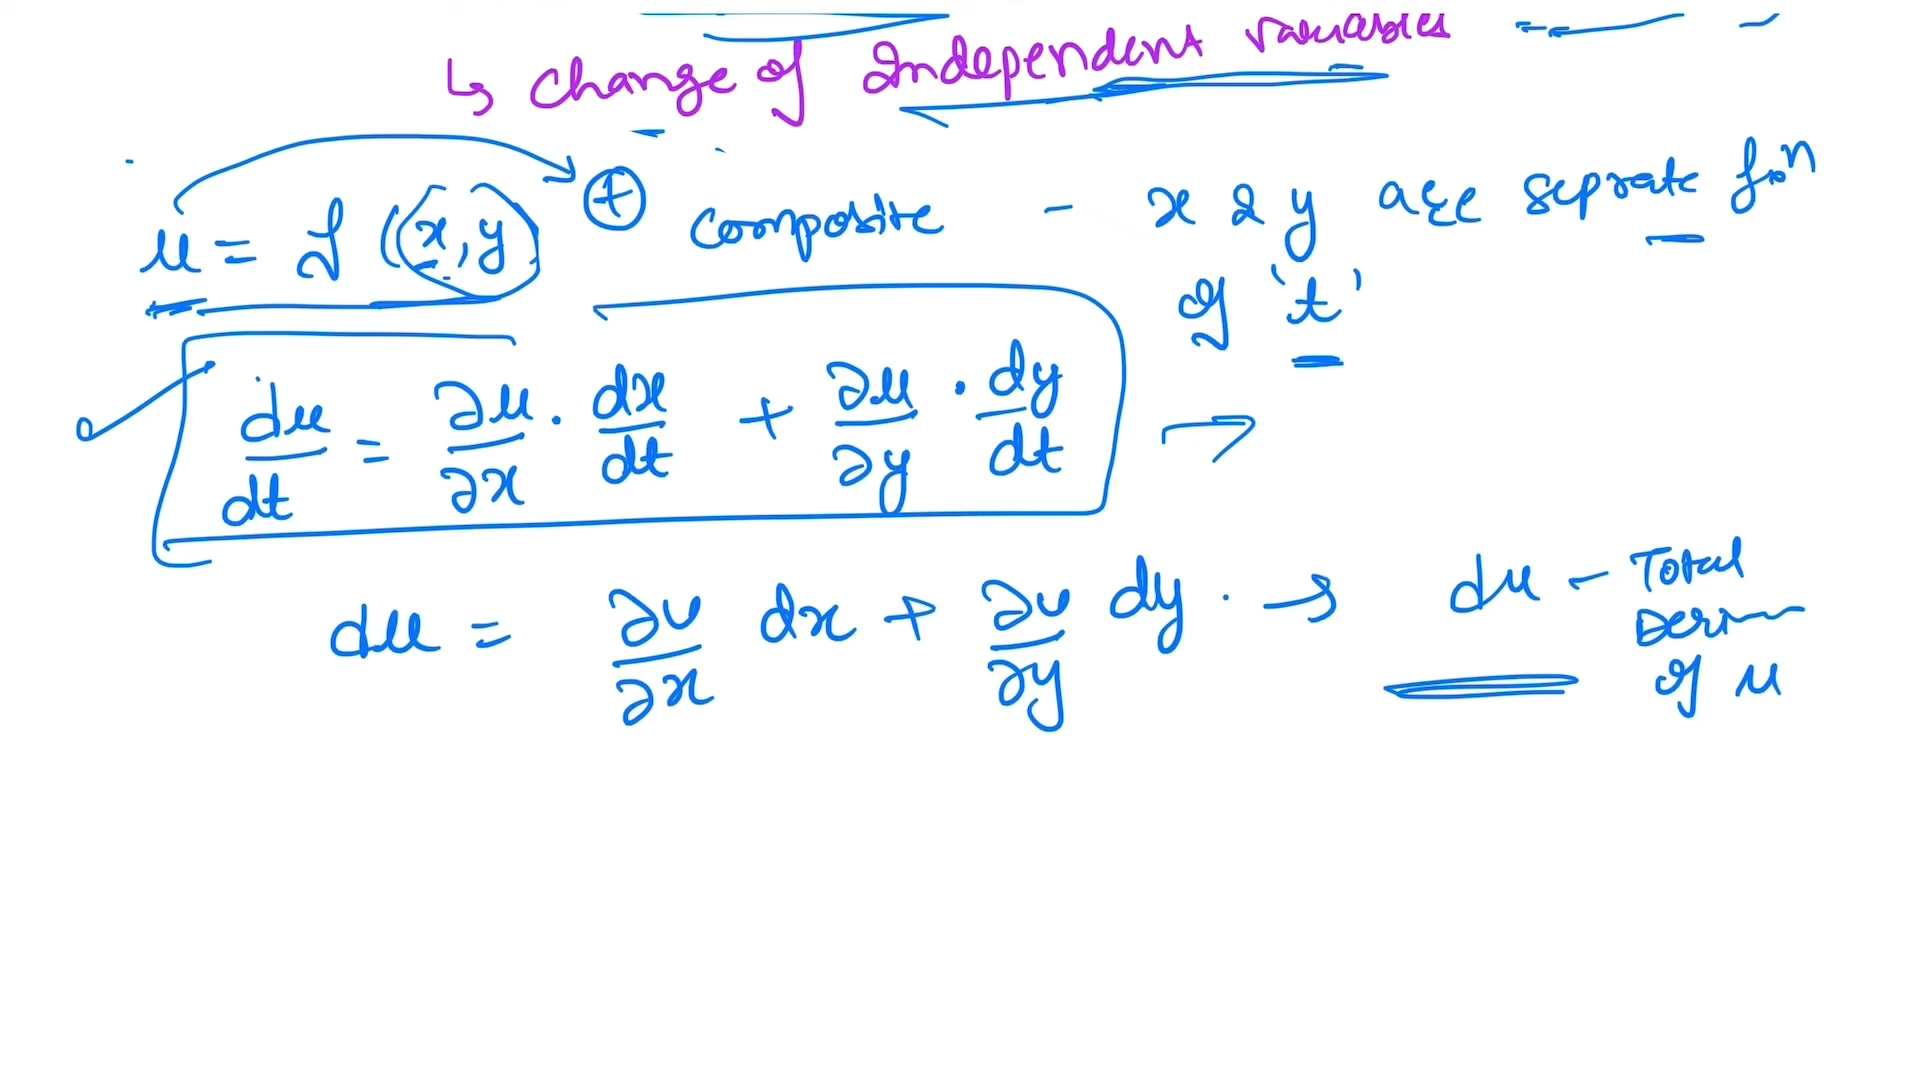 ↳ change of Independent variables
u = f (x, y) ⊕ composite - x & y are seprate fn
of 't'
du/dt = ∂u/∂x · dx/dt + ∂u/∂y · dy/dt →
du = ∂u/∂x dx + ∂u/∂y dy. → du - Total
Deri
of u